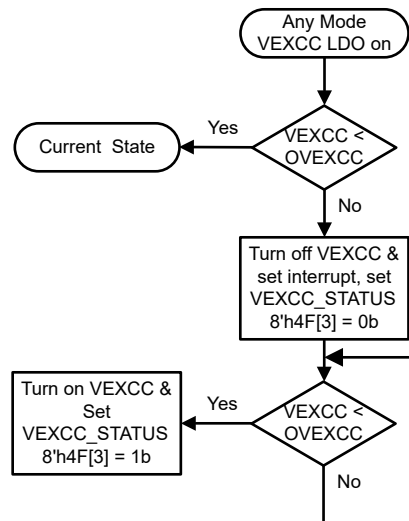 Any Mode
VEXCC LDO on
Yes
VEXCC <
OVEXCC
Current State
No
Turn off VEXCC &
set interrupt, set
VEXCC_STATUS
8'h4F[3] = 0b
Turn on VEXCC &
Set
VEXCC_STATUS
8'h4F[3] = 1b
Yes
VEXCC <
OVEXCC
No